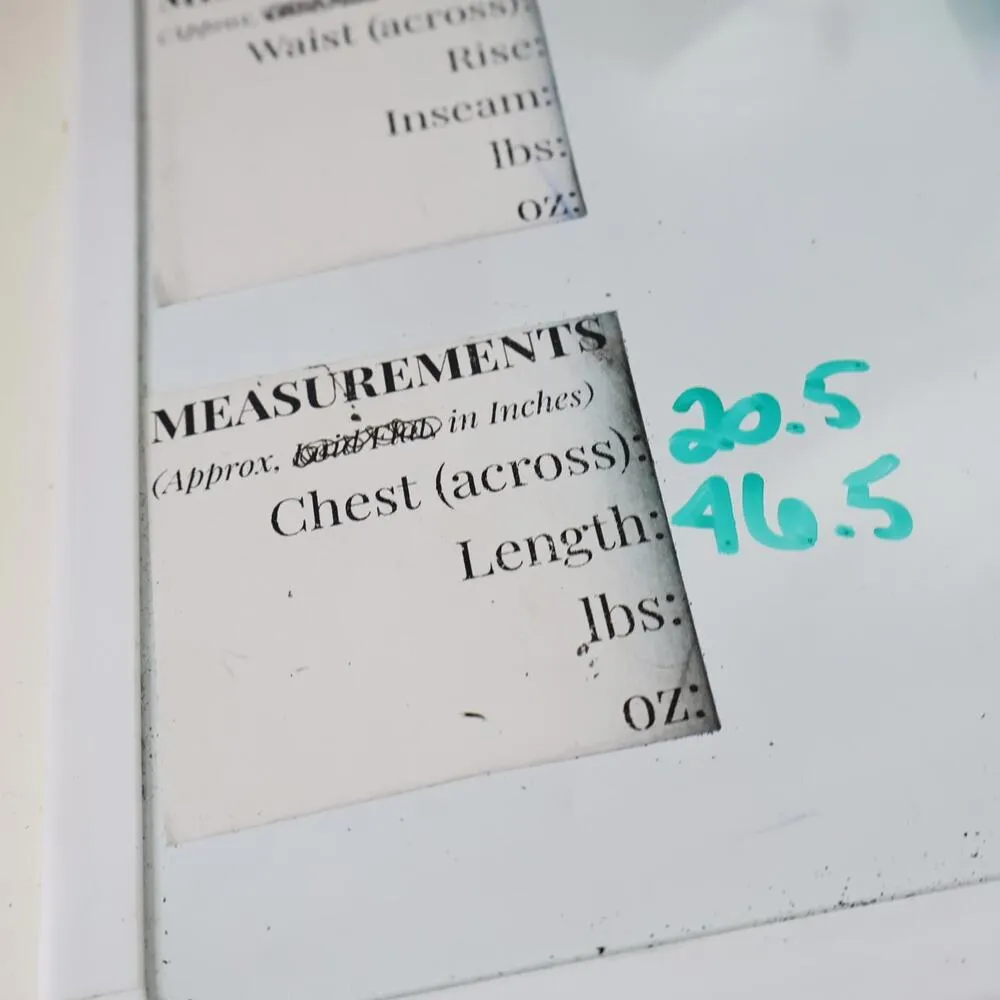 (Approx,
Waist (across):
Rise:
Inseam:
lbs:
oz:
MEASUREMENTS
(Approx, in Inches)
Chest (across): 20.5
Length: 46.5
lbs:
oz: